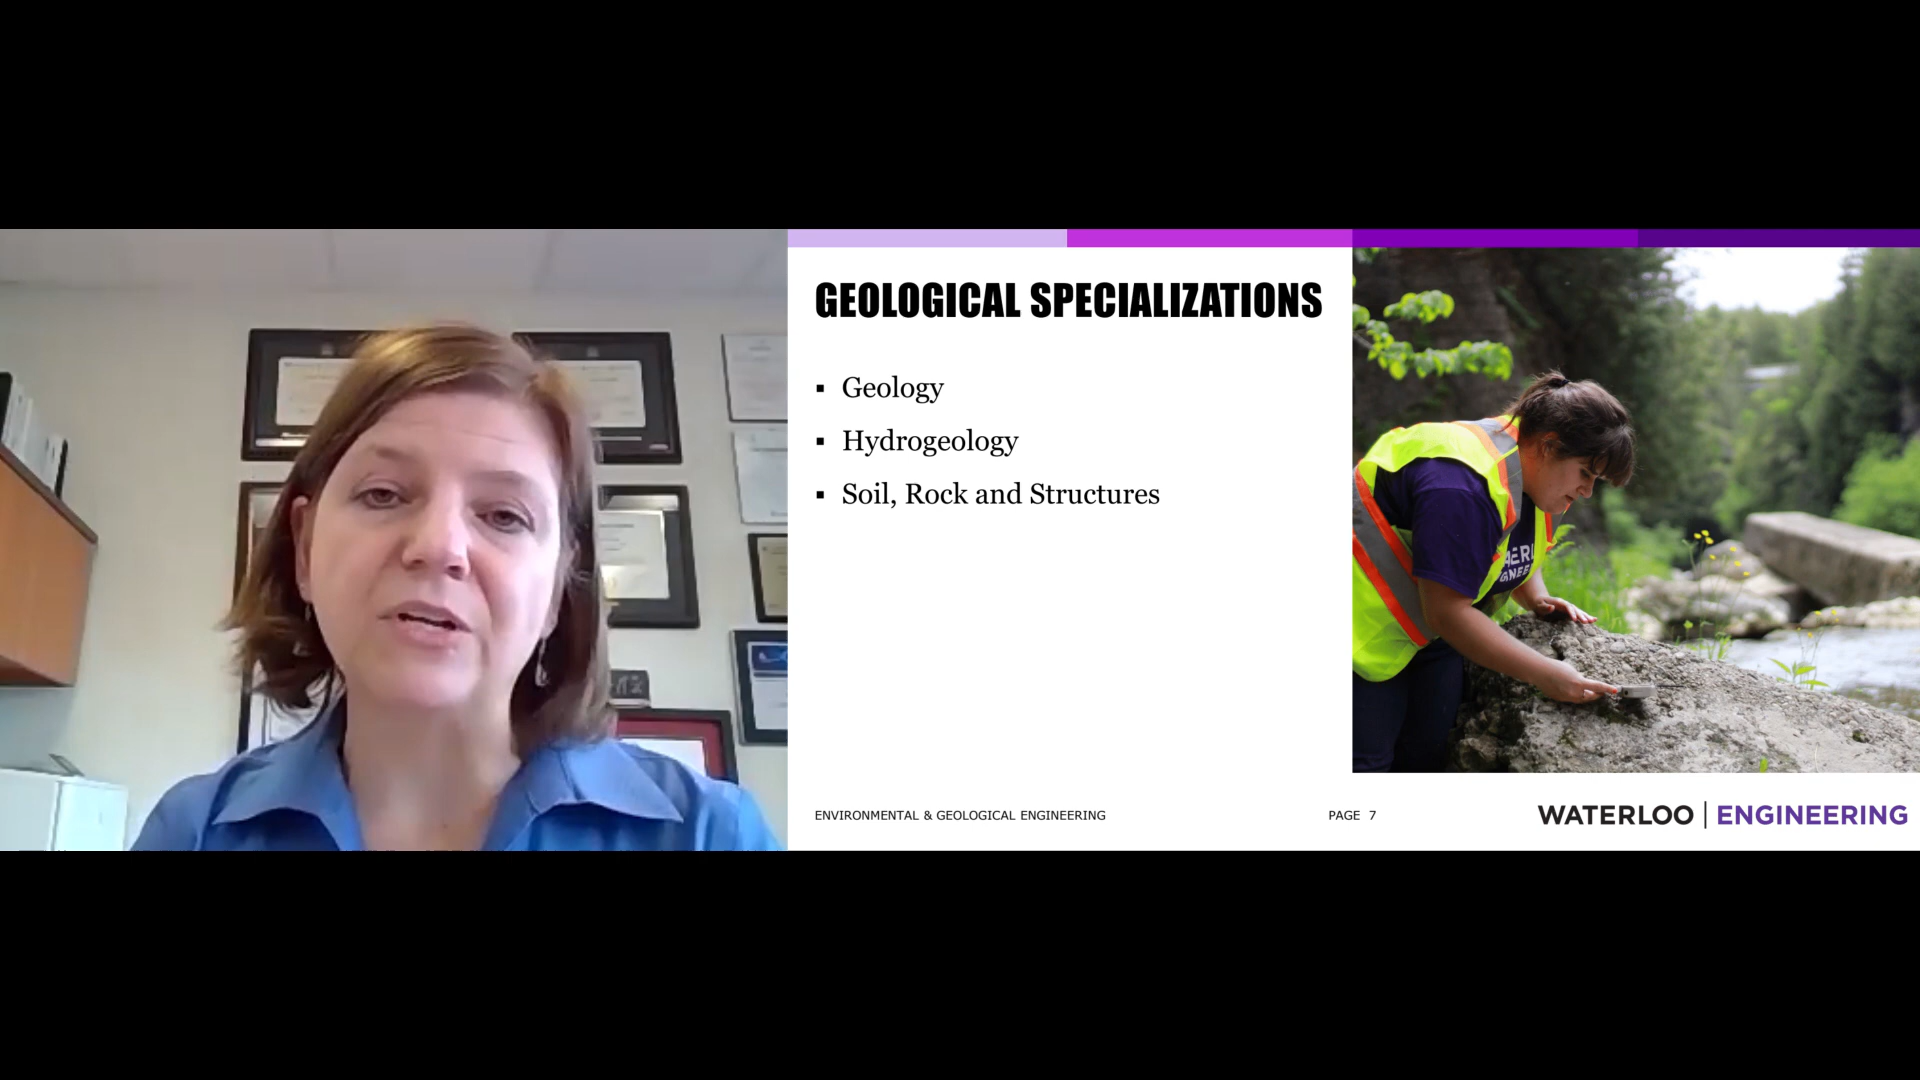 GEOLOGICAL SPECIALIZATIONS
▪ Geology
▪ Hydrogeology
▪ Soil, Rock and Structures
ENVIRONMENTAL & GEOLOGICAL ENGINEERING
PAGE 7
WATERLOO | ENGINEERING